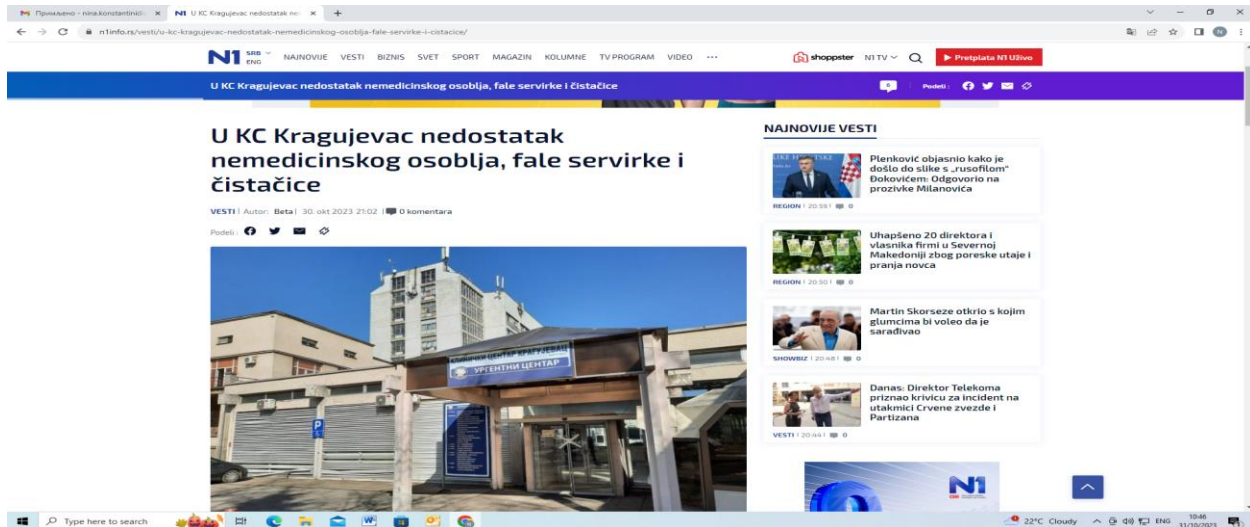 Примљено - nina.konstantinidi
N1 U KC Kragujevac nedostatak ne
n1info.rs/vesti/u-kc-kragujevac-nedostatak-nemedicinskog-osoblja-fale-servirke-i-cistacice/
N1 SRB ENG NAJNOVIJE VESTI BIZNIS SVET SPORT MAGAZIN KOLUMNE TV PROGRAM VIDEO ••• shoppster N1 TV Pretplata N1 Uživo
U KC Kragujevac nedostatak nemedicinskog osoblja, fale servirke i čistačice 0 Podeli:
U KC Kragujevac nedostatak
nemedicinskog osoblja, fale servirke i
čistačice
VESTI | Autor: Beta | 30. okt 2023 21:02 | 0 komentara
Podeli:
КЛИНИЧКИ ЦЕНТАР КРАГУЈЕВАЦ
УРГЕНТНИ ЦЕНТАР
P
NAJNOVIJE VESTI
Plenković objasnio kako je
došlo do slike s „rusofilom“
Đokovićem: Odgovorio na
prozivke Milanovića
REGION | 20:59 | 0
Uhapšeno 20 direktora i
vlasnika firmi u Severnoj
Makedoniji zbog poreske utaje i
pranja novca
REGION | 20:50 | 0
Martin Skorseze otkrio s kojim
glumcima bi voleo da je
sarađivao
SHOWBIZ | 20:48 | 0
Danas: Direktor Telekoma
priznao krivicu za incident na
utakmici Crvene zvezde i
Partizana
VESTI | 20:44 | 0
N1
Type here to search
22°C Cloudy ENG 10:46
31/10/2023